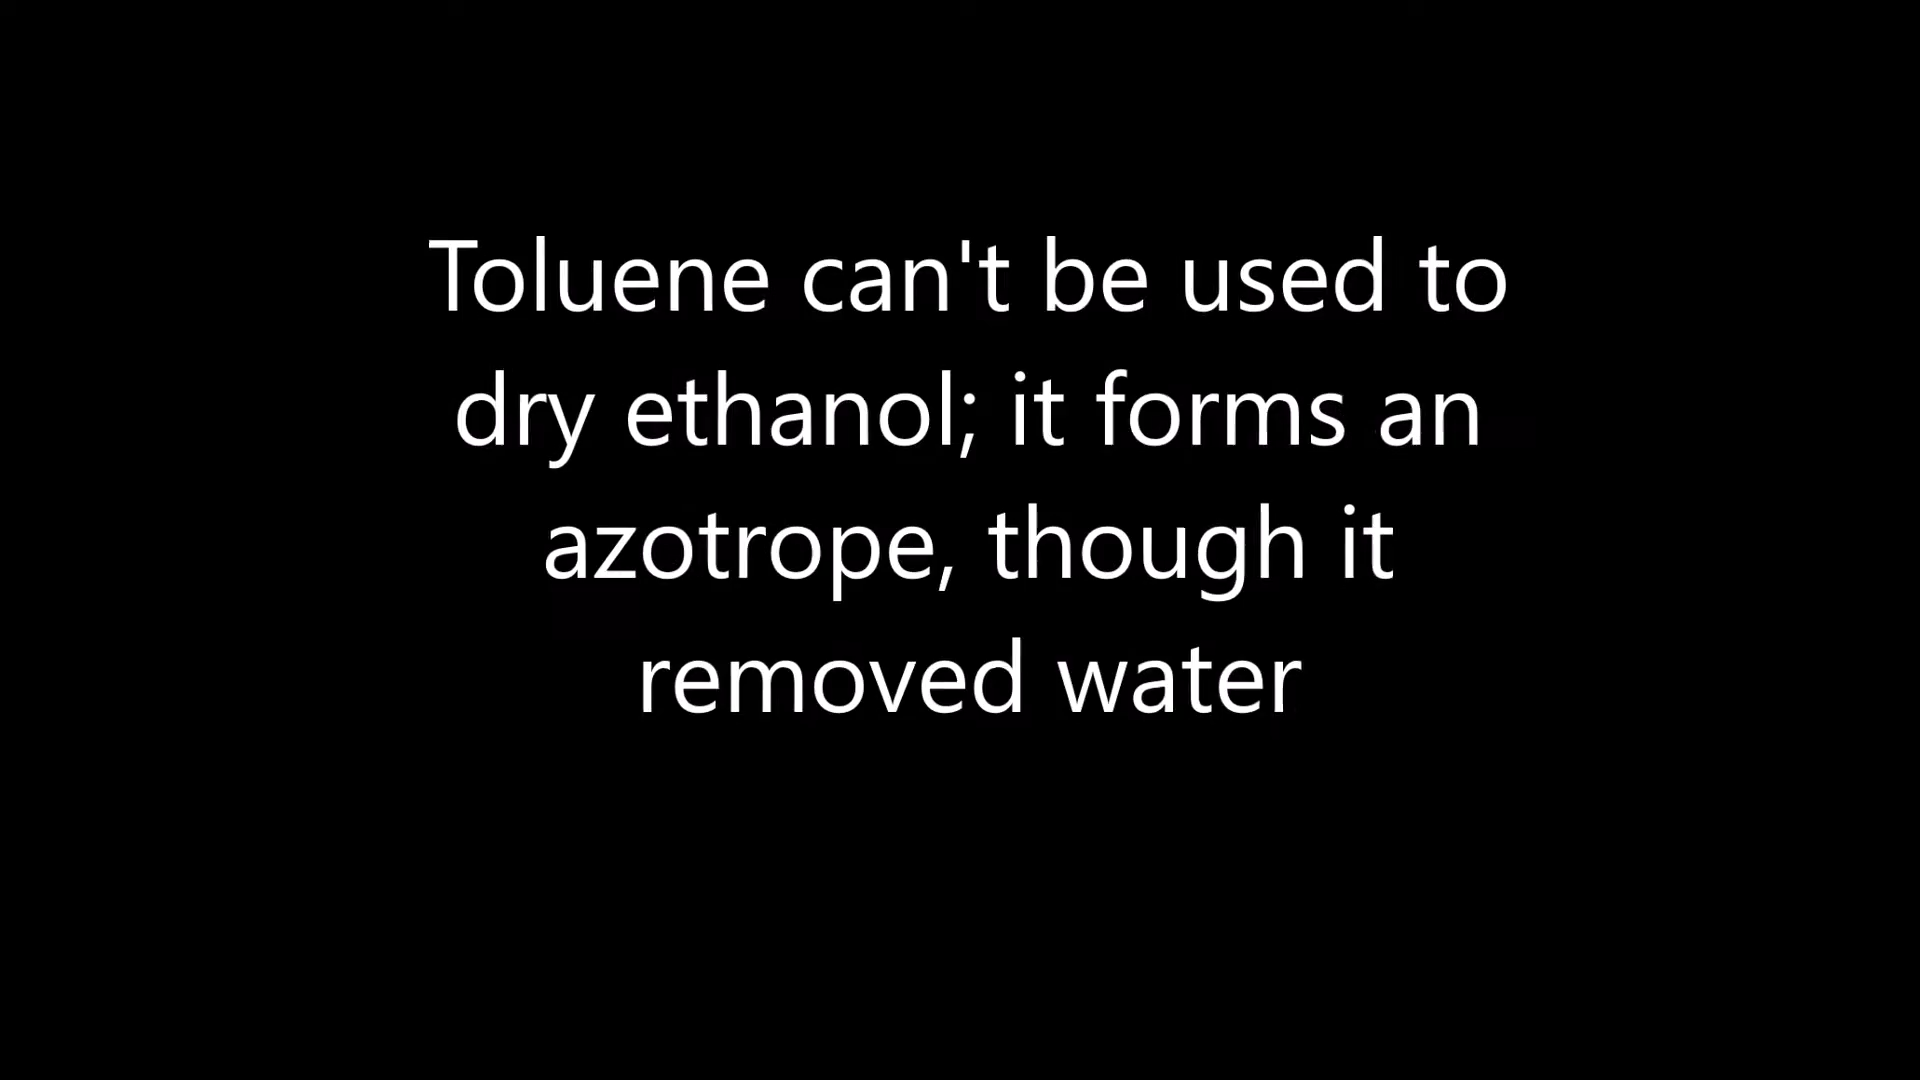 Toluene can't be used to
dry ethanol; it forms an
azotrope, though it
removed water